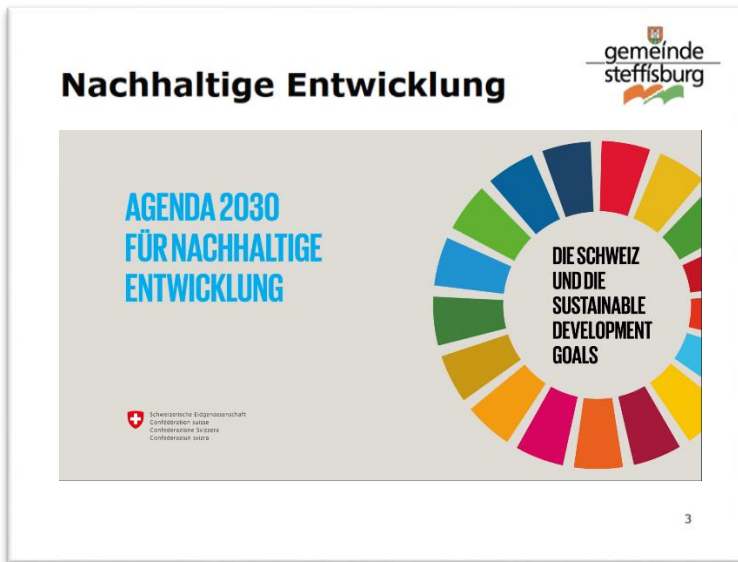 gemeinde
steffisburg
Nachhaltige Entwicklung
AGENDA 2030
FÜR NACHHALTIGE
ENTWICKLUNG
DIE SCHWEIZ
UND DIE
SUSTAINABLE
DEVELOPMENT
GOALS
Schweizerische Eidgenossenschaft
Confédération suisse
Confederazione Svizzera
Confederaziun svizra
3